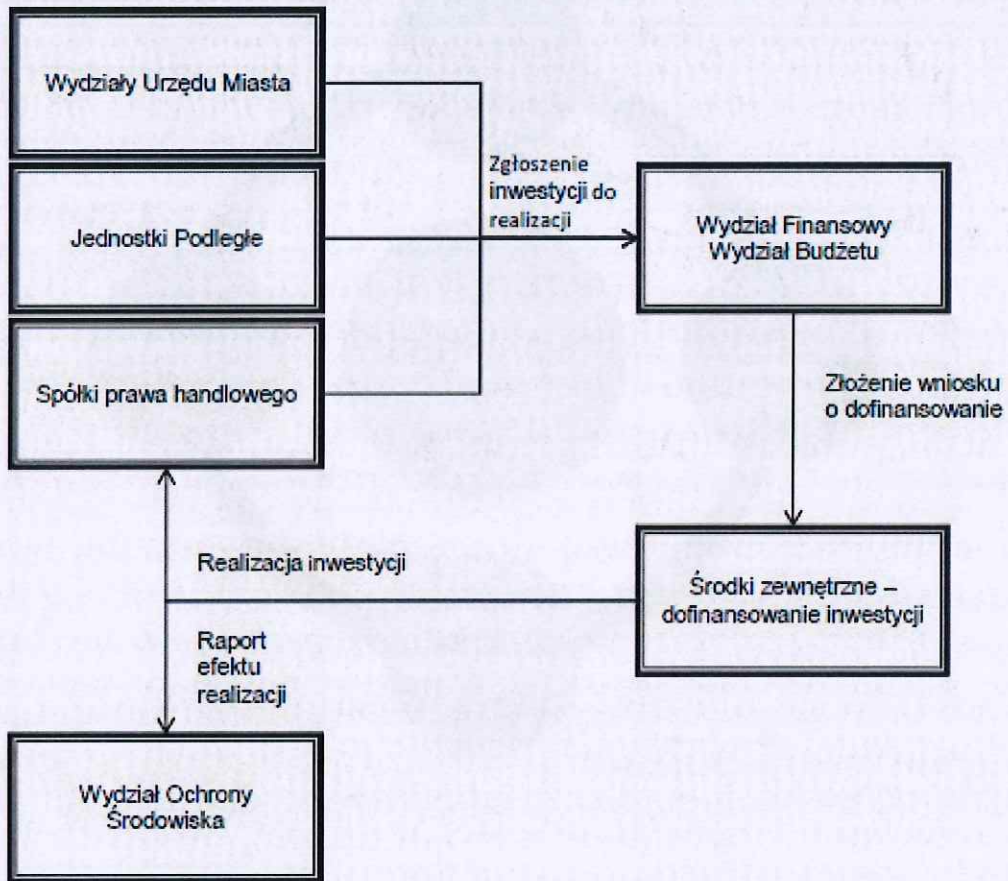 Wydziały Urzędu Miasta
Jednostki Podległe
Spółki prawa handlowego
Zgłoszenie
inwestycji do
realizacji
Wydział Finansowy
Wydział Budżetu
Złożenie wniosku
o dofinansowanie
Środki zewnętrzne –
dofinansowanie inwestycji
Realizacja inwestycji
Raport
efektu
realizacji
Wydział Ochrony
Środowiska